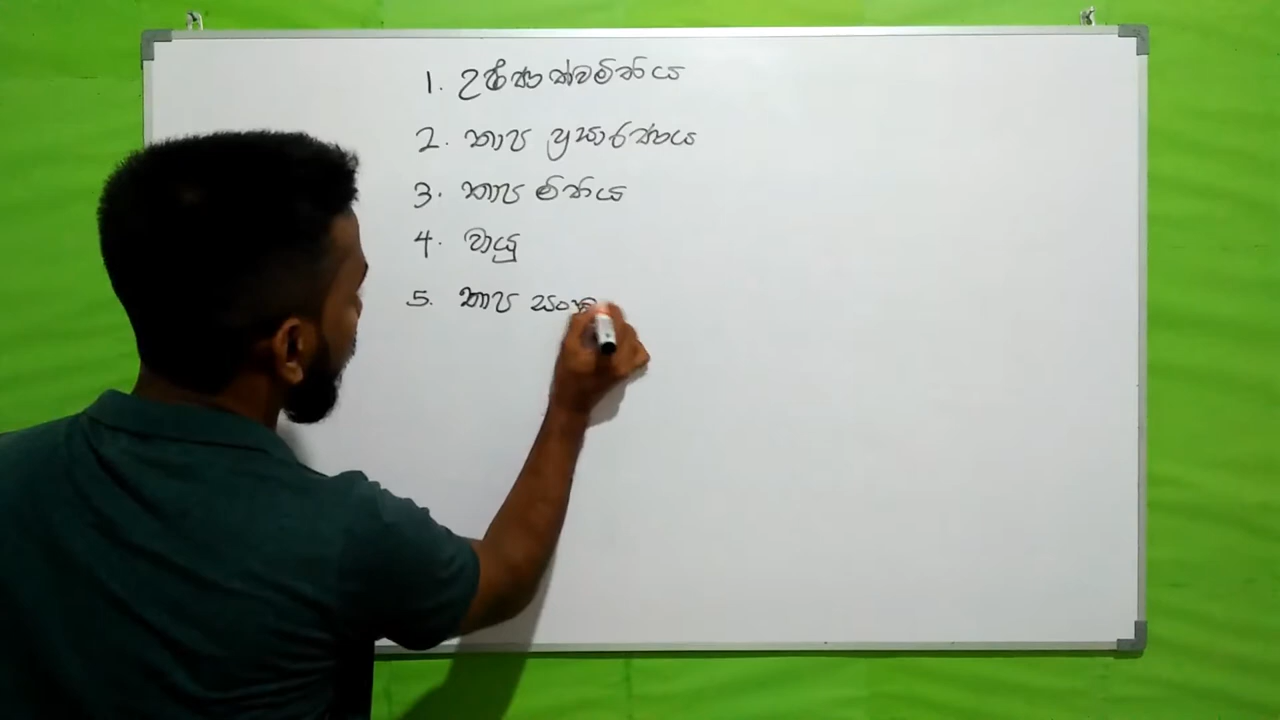 1. උෂ්ණත්වමිතිය
2. තාප ප්‍රසාරණය
3. තාප මිතිය
4. වායු
5. තාප